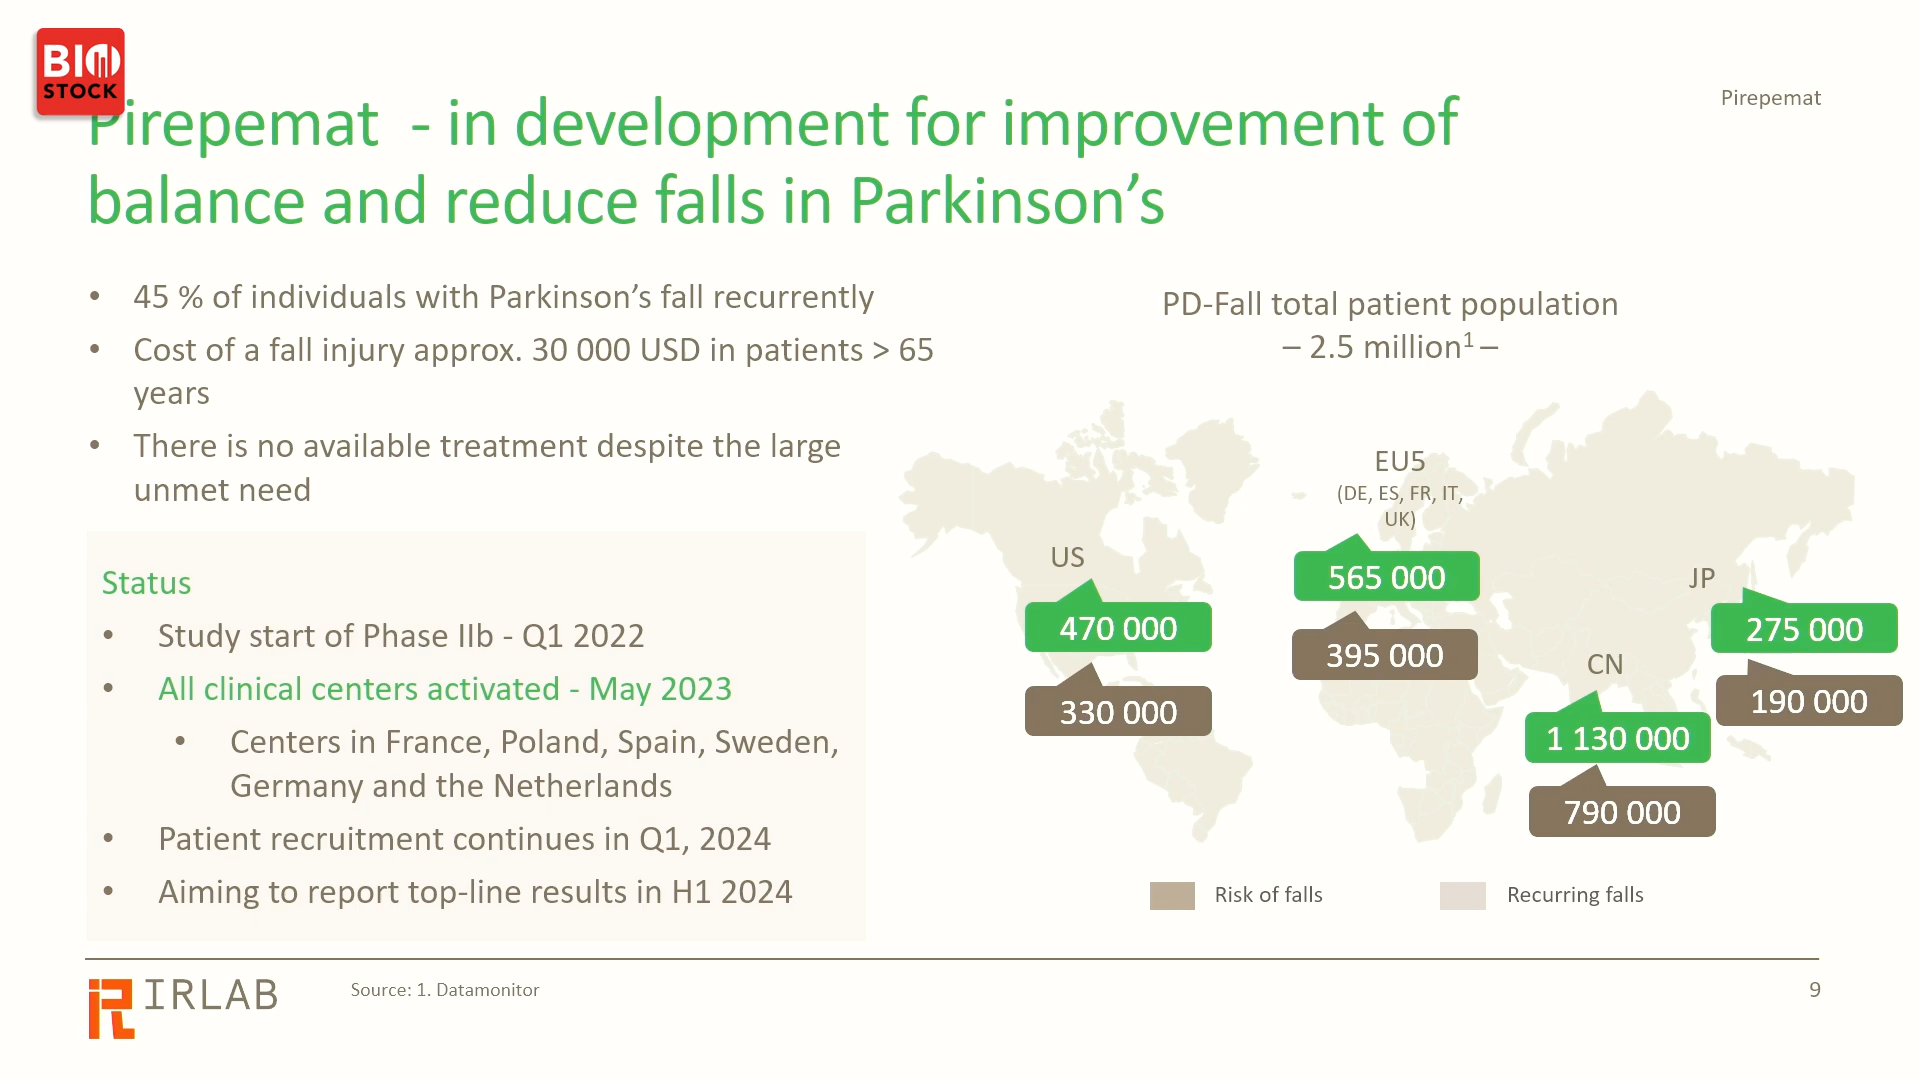 BIO
STOCK
Pirepemat
Pirepemat - in development for improvement of
balance and reduce falls in Parkinson’s
• 45 % of individuals with Parkinson’s fall recurrently
• Cost of a fall injury approx. 30 000 USD in patients > 65
years
• There is no available treatment despite the large
unmet need
Status
• Study start of Phase IIb - Q1 2022
• All clinical centers activated - May 2023
• Centers in France, Poland, Spain, Sweden,
Germany and the Netherlands
• Patient recruitment continues in Q1, 2024
• Aiming to report top-line results in H1 2024
PD-Fall total patient population
– 2.5 million¹ –
US
470 000
330 000
EU5
(DE, ES, FR, IT,
UK)
565 000
395 000
JP
275 000
190 000
CN
1 130 000
790 000
Risk of falls
Recurring falls
IRLAB
Source: 1. Datamonitor
9